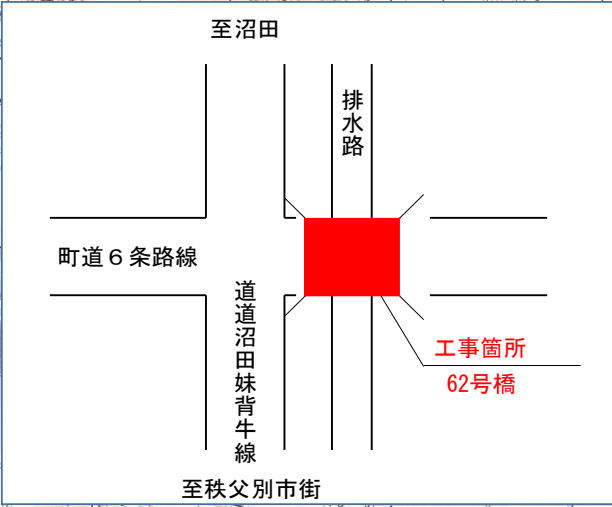 至沼田
排水路
町道６条路線
道道沼田妹背牛線
工事箇所
62号橋
至秩父別市街